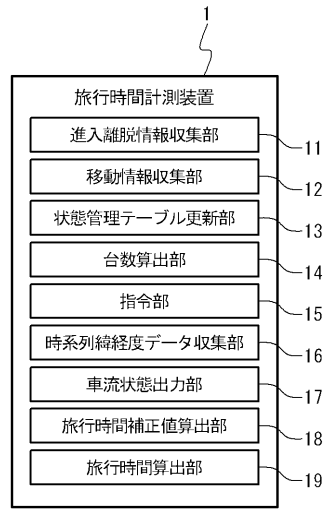 1
旅行時間計測装置
進入離脱情報収集部 11
移動情報収集部 12
状態管理テーブル更新部 13
台数算出部 14
指令部 15
時系列緯経度データ収集部 16
車流状態出力部 17
旅行時間補正値算出部 18
旅行時間算出部 19